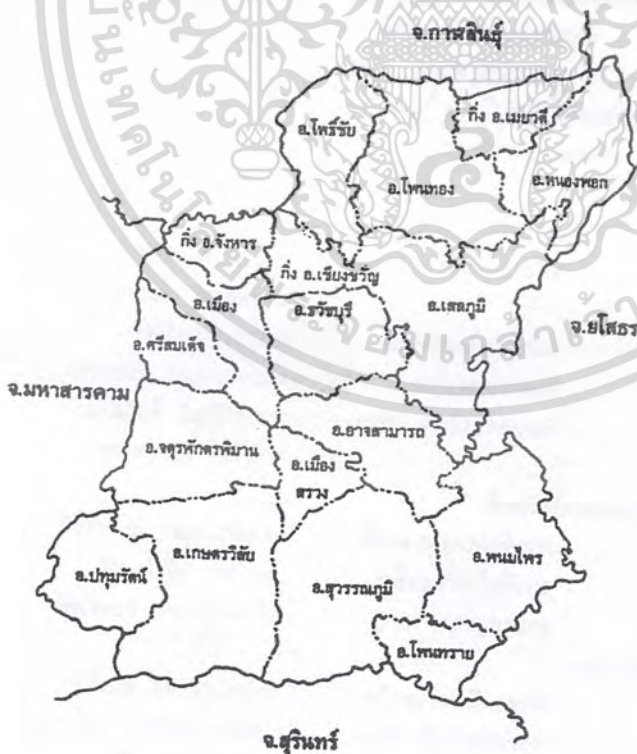 จ.กาฬสินธุ์
กิ่ง อ.เมยวดี
อ.โพธิ์ชัย
อ.โพนทอง
อ.หนองพอก
กิ่ง อ.จังหาร
กิ่ง อ.เชียงขวัญ
อ.เมือง
อ.ธวัชบุรี
อ.เสลภูมิ
จ.ยโสธร
อ.ศรีสมเด็จ
จ.มหาสารคาม
อ.อาจสามารถ
อ.จตุรพักตรพิมาน
อ.เมือง
สรวง
อ.เกษตรวิสัย
อ.พนมไพร
อ.ปทุมรัตน์
อ.สุวรรณภูมิ
อ.โพนทราย
จ.สุรินทร์